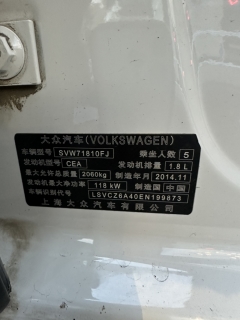 大众汽车(VOLKSWAGEN)
车辆型号 SVW71810FJ 乘坐人数 5
发动机型号 CEA 发动机排量 1.8 L
最大允许总质量 2060kg 制造年月 2014.11
发动机最大净功率 118 kW 制造国 中国
车辆识别代号 LSVCZ6A40EN199873
上海大众汽车有限公司